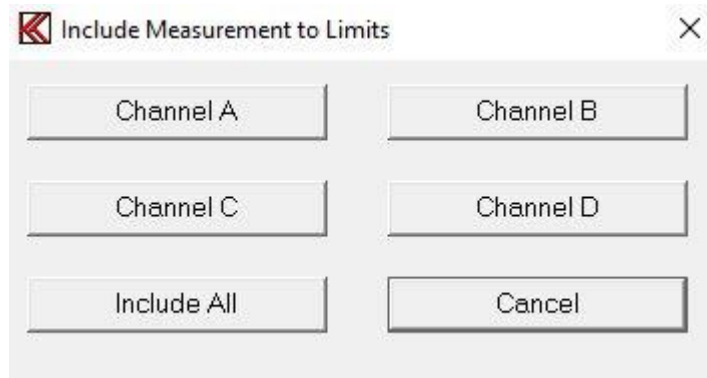 Include Measurement to Limits
Channel A
Channel B
Channel C
Channel D
Include All
Cancel